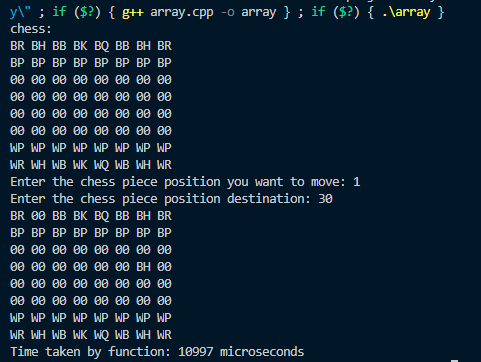 y\" ; if ($?) { g++ array.cpp -o array } ; if ($?) { .\array }
chess:
BR BH BB BK BQ BB BH BR
BP BP BP BP BP BP BP BP
00 00 00 00 00 00 00 00
00 00 00 00 00 00 00 00
00 00 00 00 00 00 00 00
00 00 00 00 00 00 00 00
WP WP WP WP WP WP WP WP
WR WH WB WK WQ WB WH WR
Enter the chess piece position you want to move: 1
Enter the chess piece position destination: 30
BR 00 BB BK BQ BB BH BR
BP BP BP BP BP BP BP BP
00 00 00 00 00 00 00 00
00 00 00 00 00 00 BH 00
00 00 00 00 00 00 00 00
00 00 00 00 00 00 00 00
WP WP WP WP WP WP WP WP
WR WH WB WK WQ WB WH WR
Time taken by function: 10997 microseconds